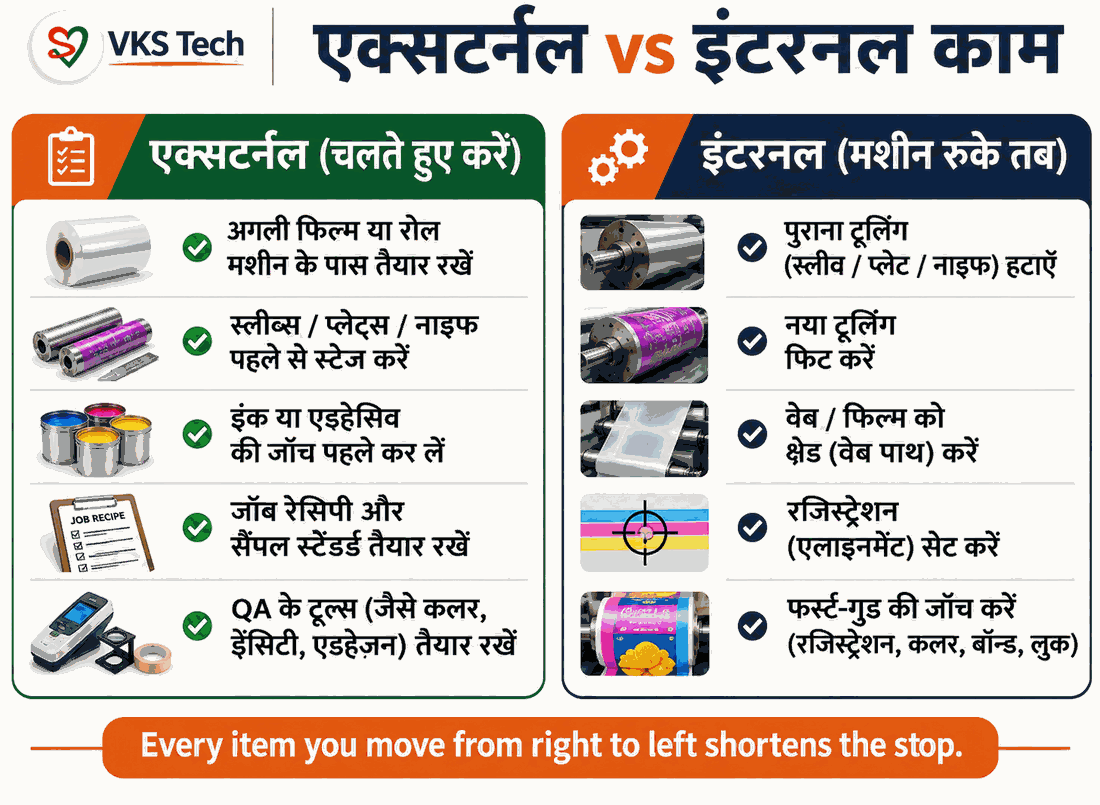 VKS Tech
एक्सटर्नल vs इंटरनल काम
एक्सटर्नल (चलते हुए करें)
अगली फिल्म या रोल
मशीन के पास तैयार रखें
स्लीब्स / प्लेट्स / नाइफ
पहले से स्टेज करें
इंक या एड्हेसिव
की जॉच पहले कर लें
JOB RECIPE
जॉब रेसिपी और
सैंपल स्टेंडर्ड तैयार रखें
QA के टूल्स (जैसे कलर,
डेंसिटी, एडहेज़न) तैयार रखें
इंटरनल (मशीन रुके तब)
पुराना टूलिंग
(स्लीव / प्लेट / नाइफ) हटाऍ
नया टूलिंग
फिट करें
वेब / फिल्म को
थ्रेड (वेब पाथ) करें
रजिस्ट्रेशन
(एलाइनमेंट) सेट करें
फर्स्ट-गुड की जॉच करें
(रजिस्ट्रेशन, कलर, बॉन्ड, लुक)
Every item you move from right to left shortens the stop.